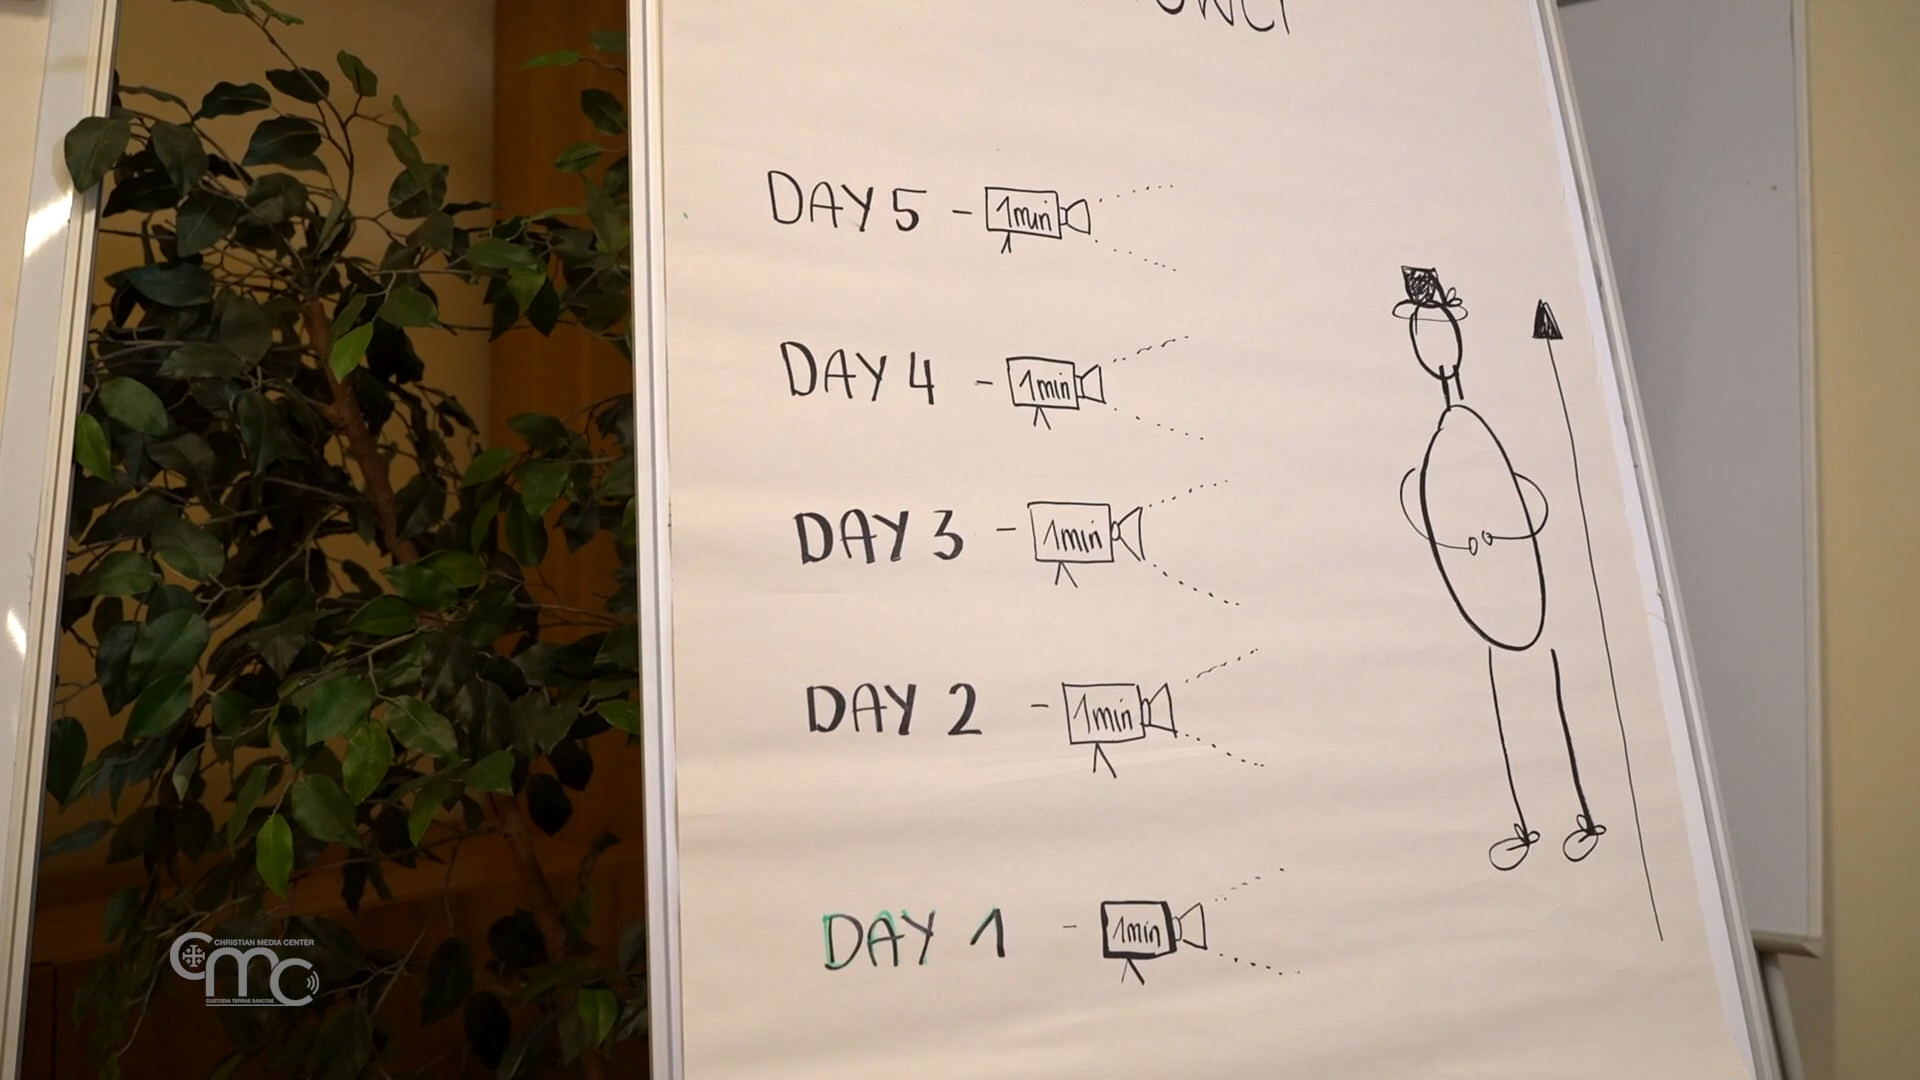 DAY 5 - 1min
DAY 4 - 1min
DAY 3 - 1min
DAY 2 - 1min
DAY 1 - 1min
CHRISTIAN MEDIA CENTER
CMC
CUSTODIA TERRAE SANCTAE